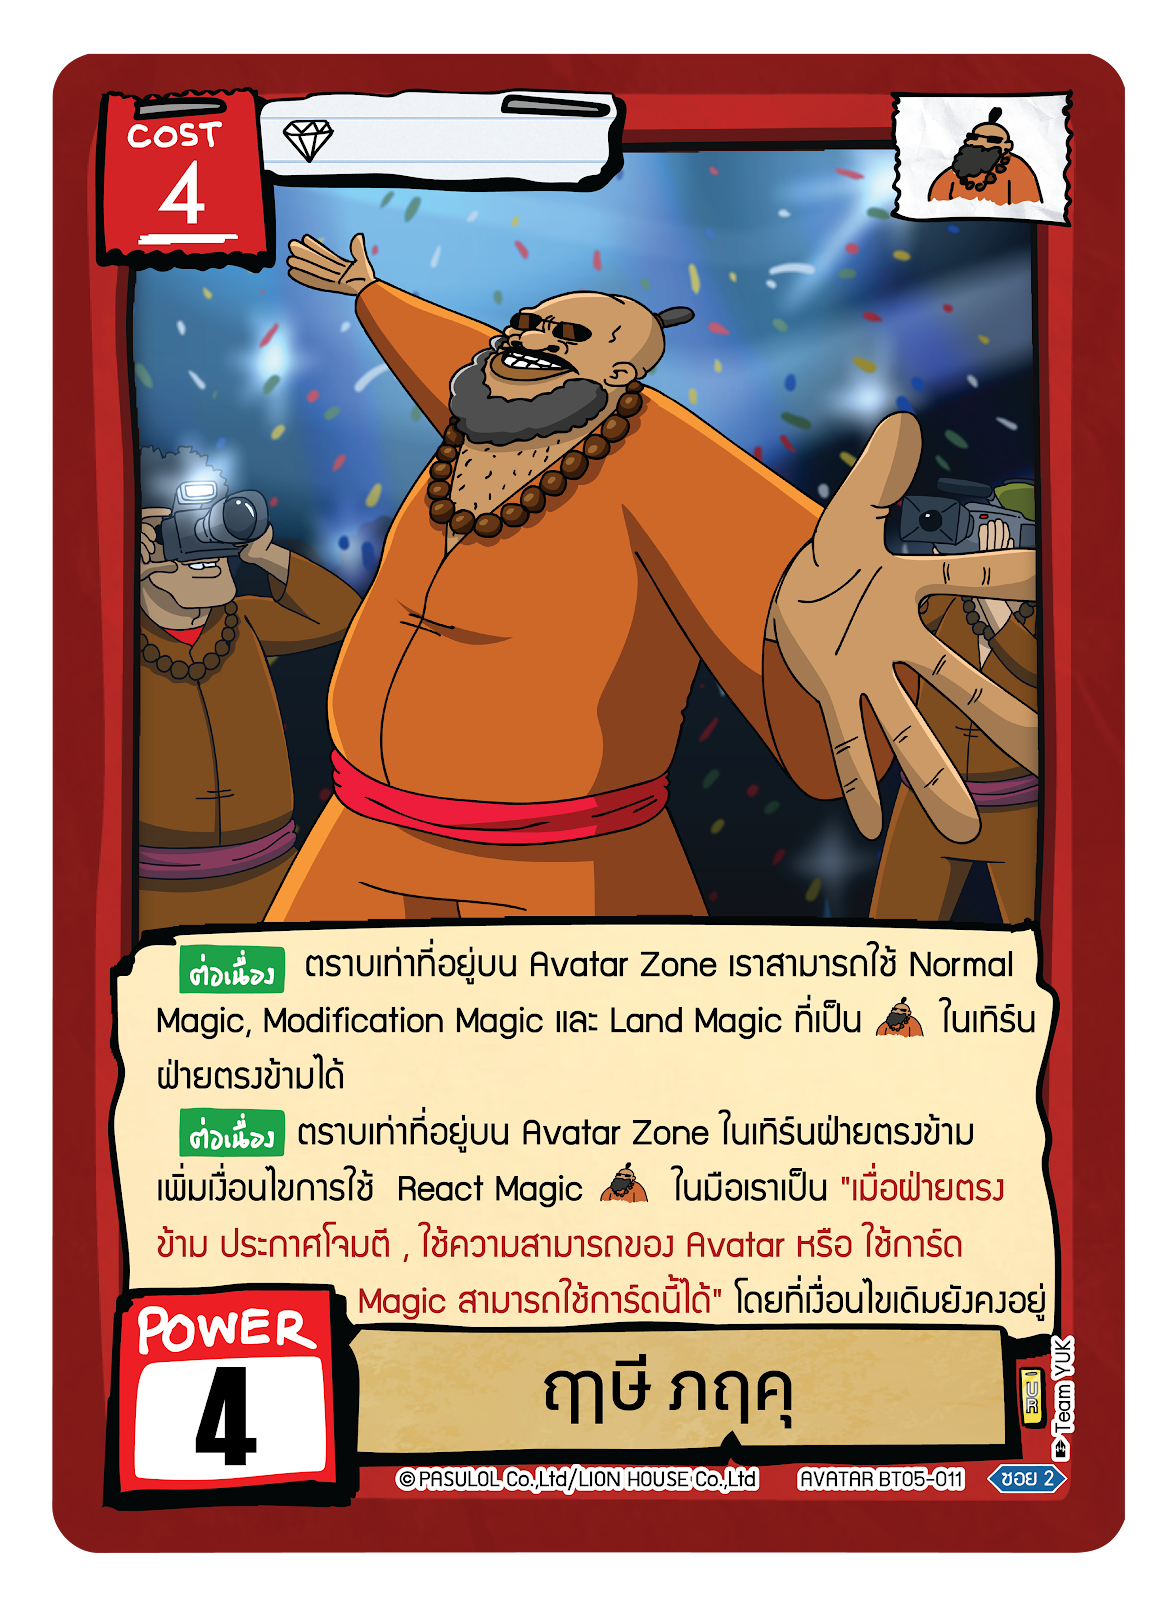 COST
4
ต่อเนื่อง ตราบเท่าที่อยู่บน Avatar Zone เราสามารถใช้ Normal
Magic, Modification Magic และ Land Magic ที่เป็น ในเทิร์น
ฝ่ายตรงข้ามได้
ต่อเนื่อง ตราบเท่าที่อยู่บน Avatar Zone ในเทิร์นฝ่ายตรงข้าม
เพิ่มเงื่อนไขการใช้ React Magic ในมือเราเป็น "เมื่อฝ่ายตรง
ข้าม ประกาศโจมตี , ใช้ความสามารถของ Avatar หรือ ใช้การ์ด
Magic สามารถใช้การ์ดนี้ได้" โดยที่เงื่อนไขเดิมยังคงอยู่
POWER
4
ฤๅษี ภฤคุ
UR
Team YUK
© PASULOL Co.,Ltd/LION HOUSE Co.,Ltd
AVATAR BT05-011
ซอย 2